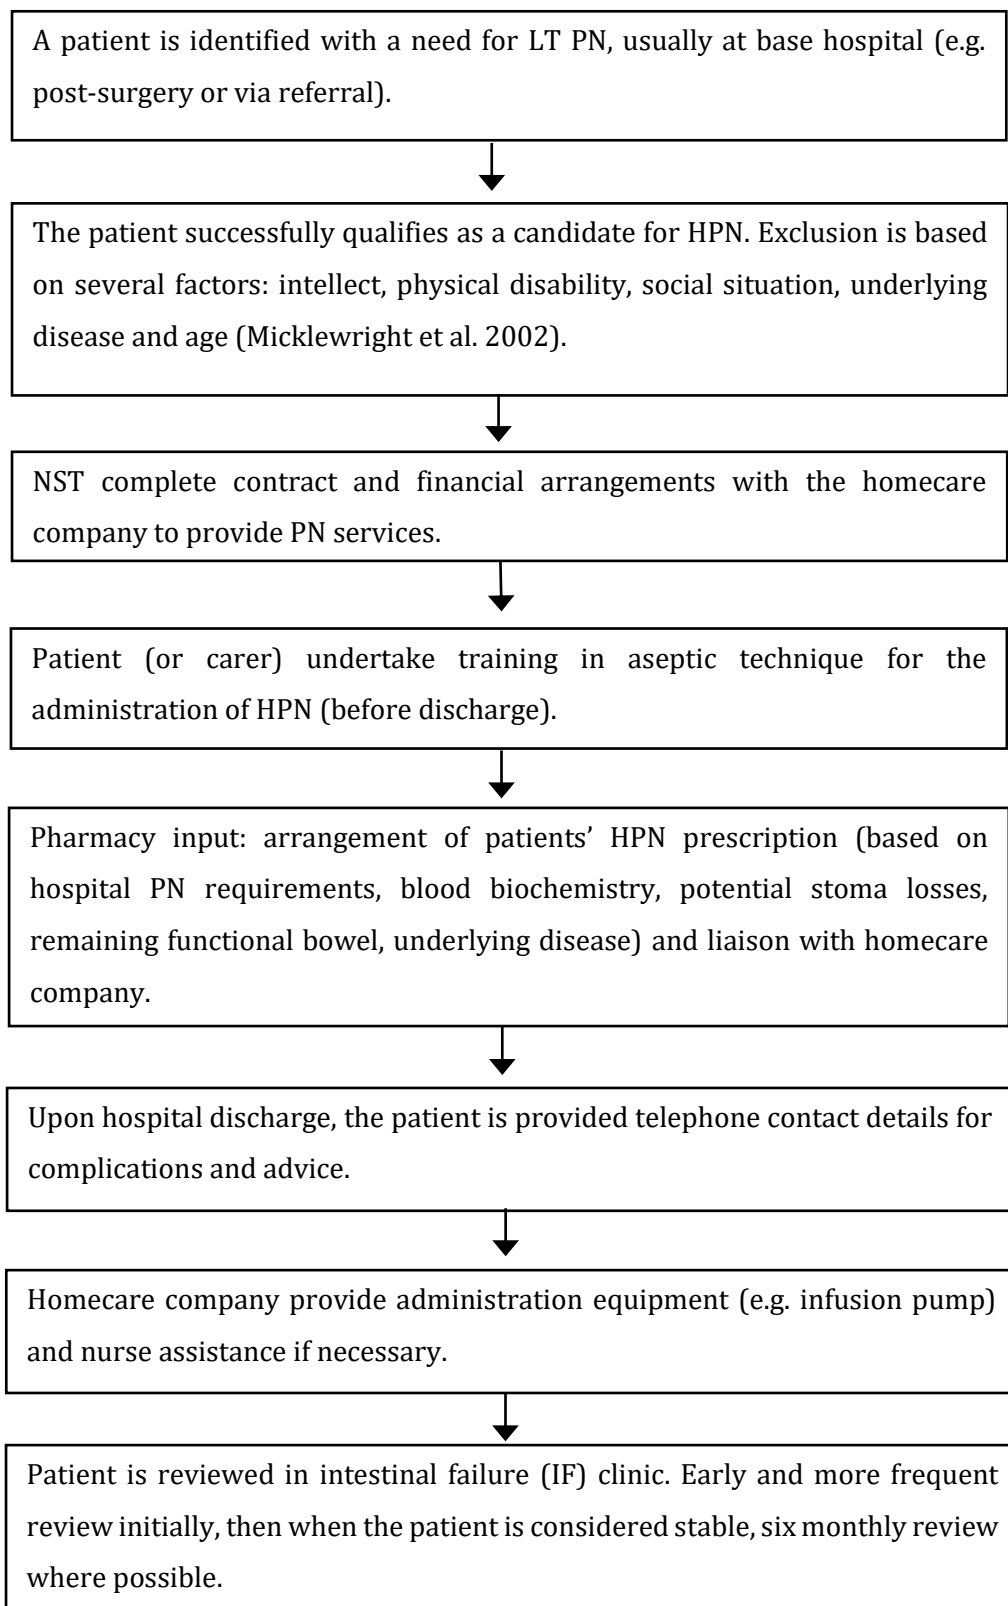 A patient is identified with a need for LT PN, usually at base hospital (e.g.
post-surgery or via referral).
The patient successfully qualifies as a candidate for HPN. Exclusion is based
on several factors: intellect, physical disability, social situation, underlying
disease and age (Micklewright et al. 2002).
NST complete contract and financial arrangements with the homecare
company to provide PN services.
Patient (or carer) undertake training in aseptic technique for the
administration of HPN (before discharge).
Pharmacy input: arrangement of patients’ HPN prescription (based on
hospital PN requirements, blood biochemistry, potential stoma losses,
remaining functional bowel, underlying disease) and liaison with homecare
company.
Upon hospital discharge, the patient is provided telephone contact details for
complications and advice.
Homecare company provide administration equipment (e.g. infusion pump)
and nurse assistance if necessary.
Patient is reviewed in intestinal failure (IF) clinic. Early and more frequent
review initially, then when the patient is considered stable, six monthly review
where possible.